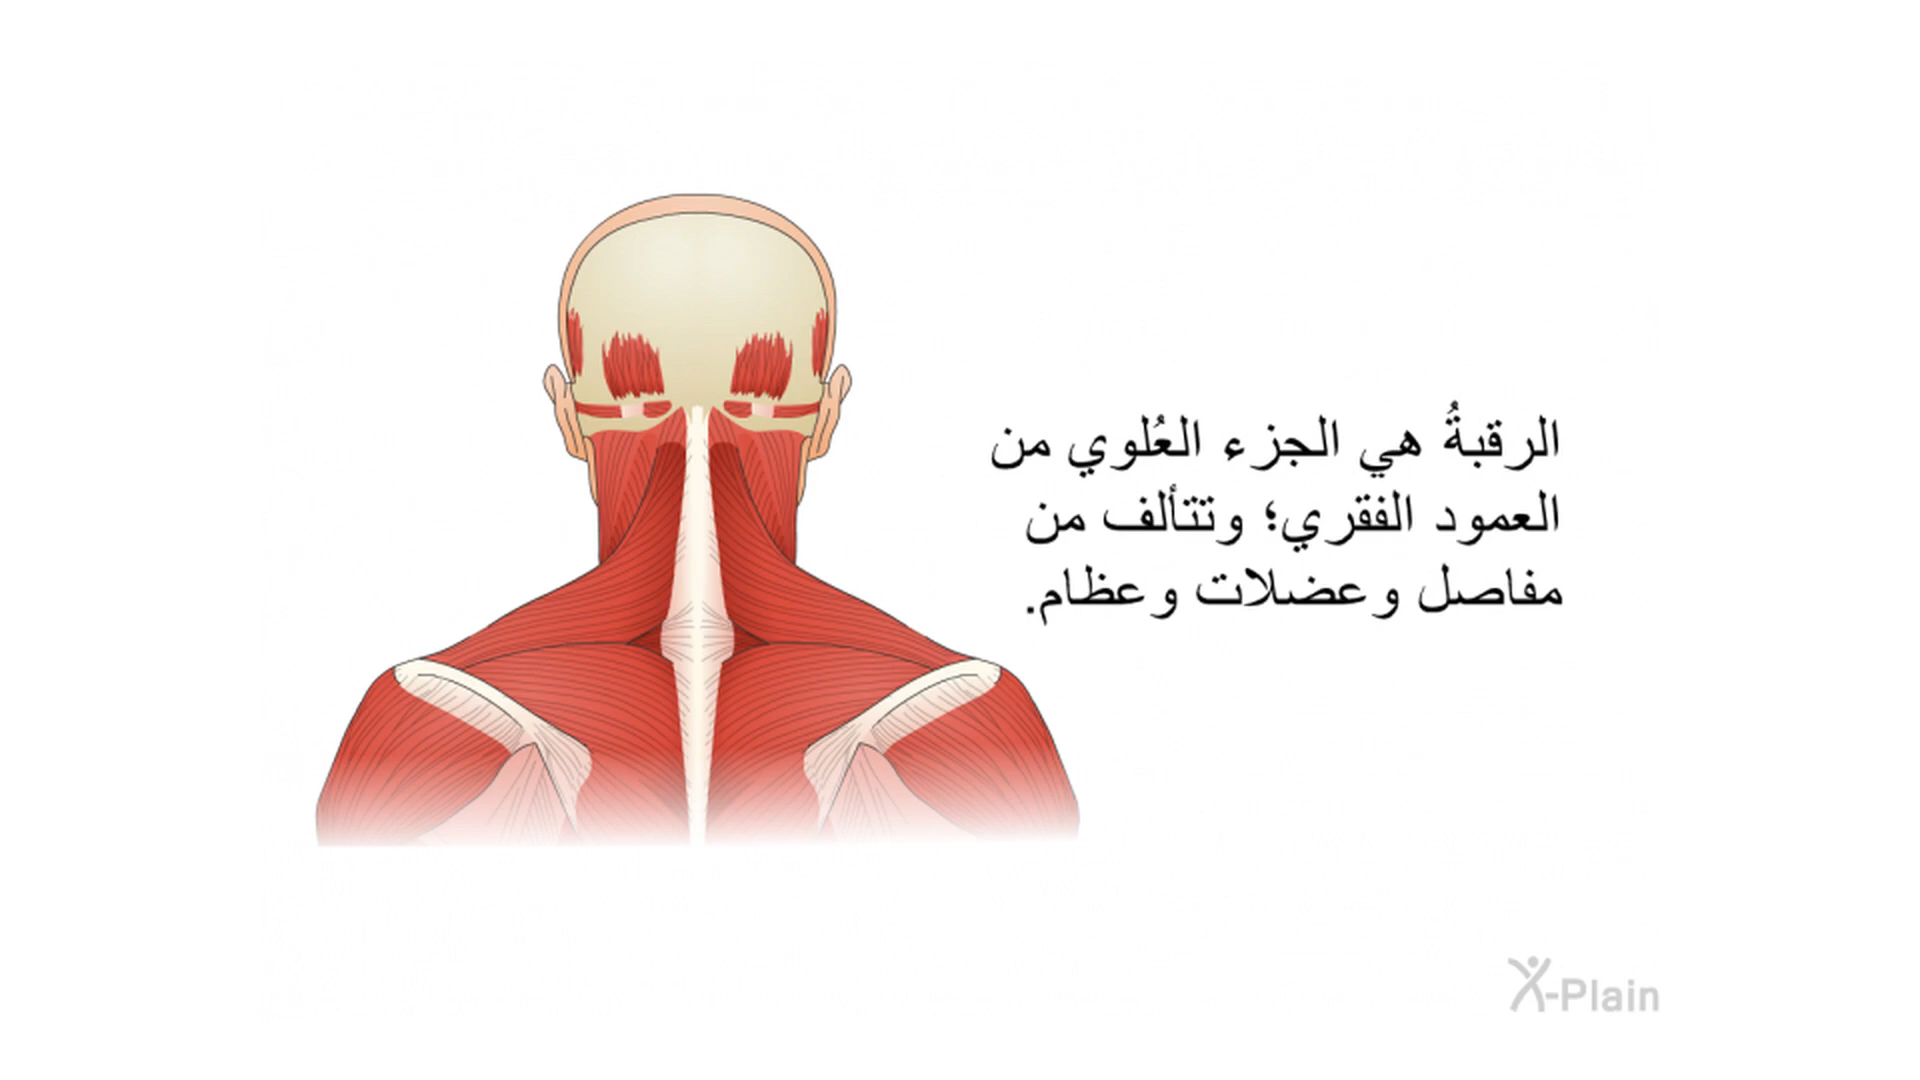 الرقبةُ هي الجزء العُلوي من
العمود الفقري؛ وتتألف من
مفاصل وعضلات وعظام.
X-Plain